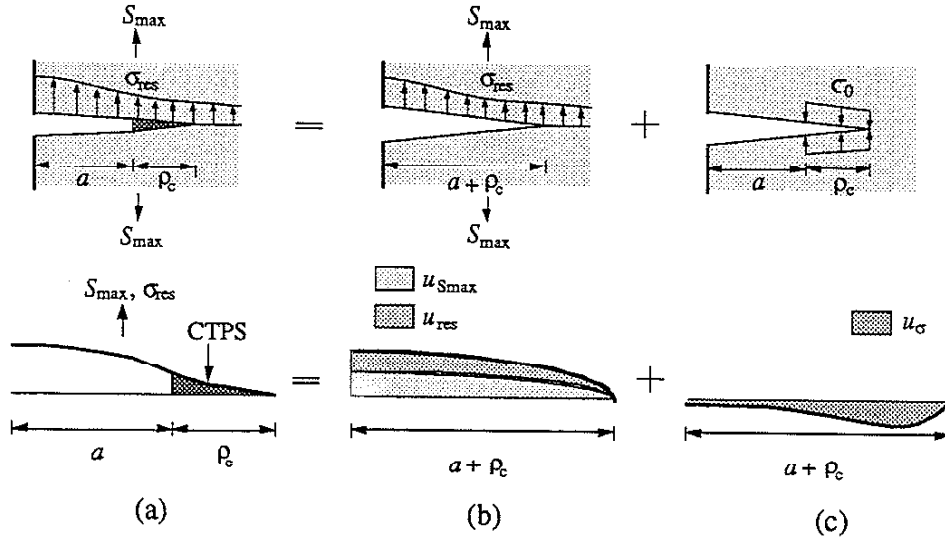 S_max S_max
σ_res σ_res σ_0
= +
a ρ_c a + ρ_c a ρ_c
S_max S_max
S_max, σ_res
CTPS
u_Smax
u_res
u_σ
= +
a ρ_c a + ρ_c a + ρ_c
(a) (b) (c)